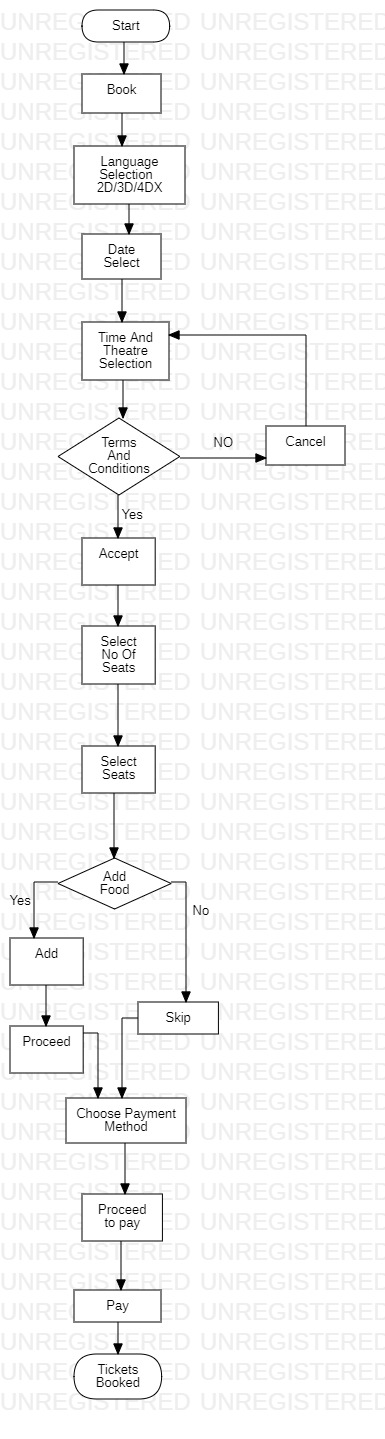 Start
Book
Language
Selection
2D/3D/4DX
Date
Select
Time And
Theatre
Selection
Terms
And
Conditions
NO
Cancel
Yes
Accept
Select
No Of
Seats
Select
Seats
Add
Food
Yes
No
Add
Skip
Proceed
Choose Payment
Method
Proceed
to pay
Pay
Tickets
Booked
UNREGISTERED